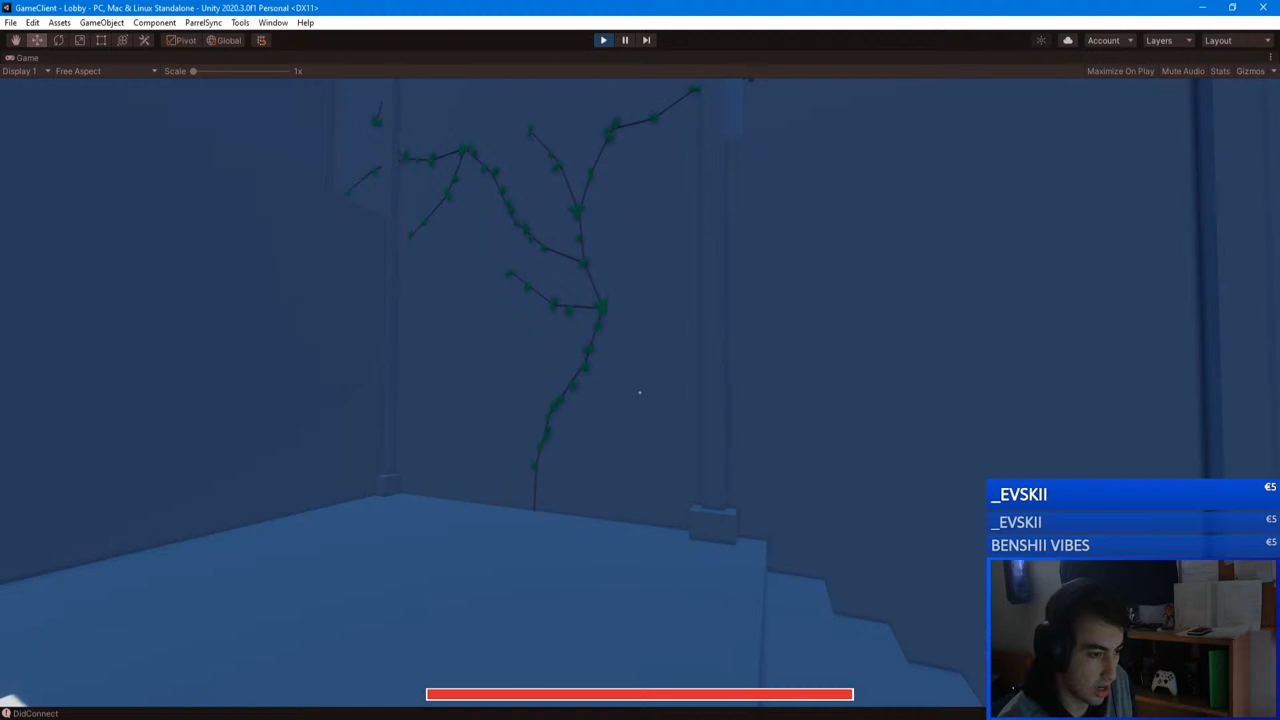 GameClient - Lobby - PC, Mac & Linux Standalone - Unity 2020.3.0f1 Personal <DX11>
File Edit Assets GameObject Component ParrelSync Tools Window Help
Pivot Global Account Layers Layout
Game
Display 1 Free Aspect Scale 1x Maximize On Play Mute Audio Stats Gizmos
_EVSKII €5
_EVSKII €5
BENSHII VIBES €5
DidConnect